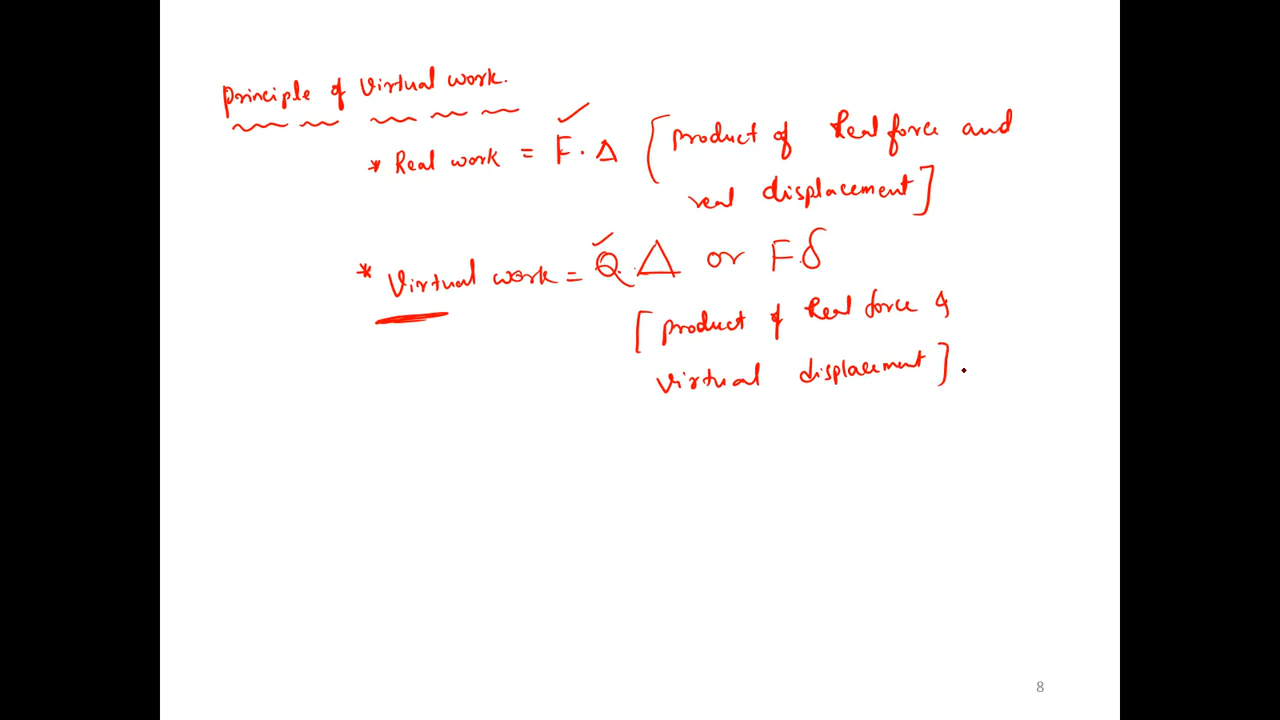 Principle of Virtual work.
* Real work = F. Δ [product of Real force and
real displacement]
* Virtual work = Q. Δ or F.δ
[product of Real force &
virtual displacement].
8